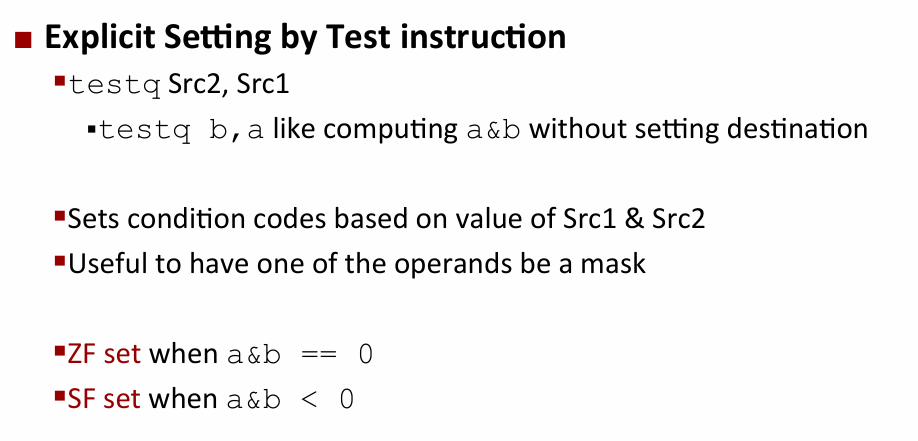 ■ Explicit Setting by Test instruction
▪testq Src2, Src1
▪testq b,a like computing a&b without setting destination
▪Sets condition codes based on value of Src1 & Src2
▪Useful to have one of the operands be a mask
▪ZF set when a&b == 0
▪SF set when a&b < 0